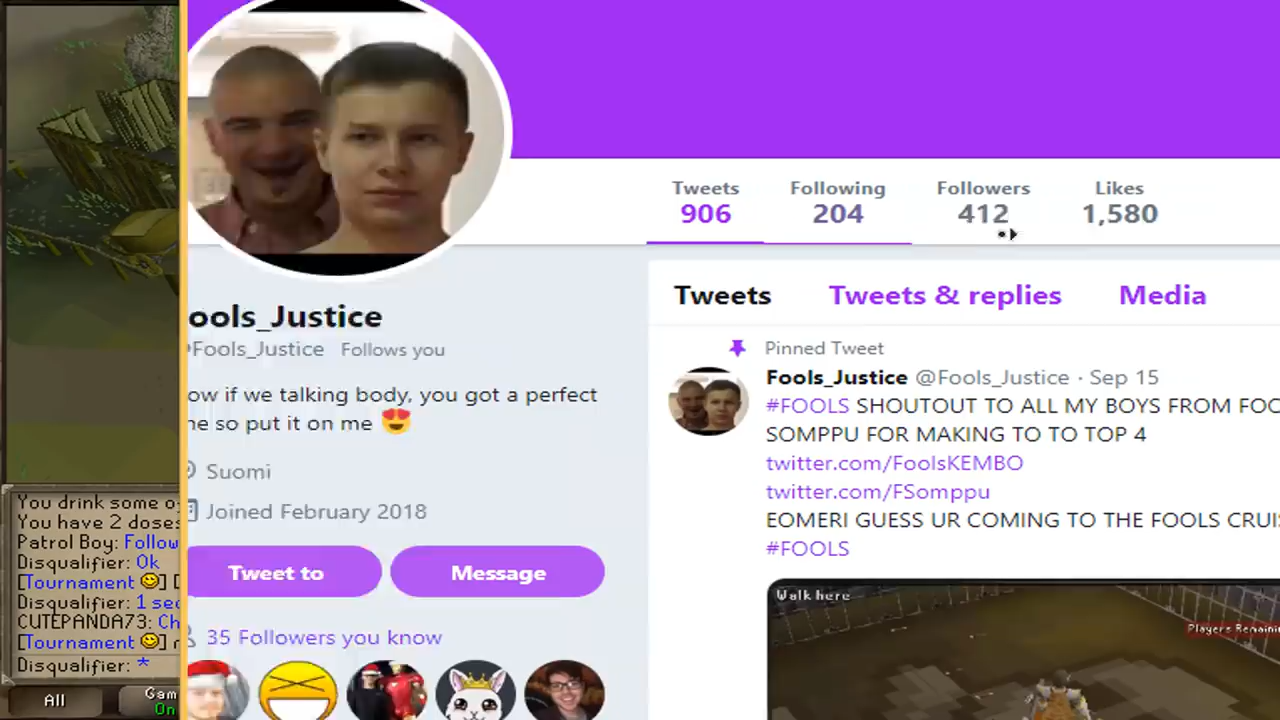 Tweets Following Followers Likes
906 204 412 1,580
ools_Justice
Fools_Justice Follows you
ow if we talking body, you got a perfect
ne so put it on me 😍
Suomi
Joined February 2018
Tweet to Message
35 Followers you know
Tweets Tweets & replies Media
Pinned Tweet
Fools_Justice @Fools_Justice · Sep 15
#FOOLS SHOUTOUT TO ALL MY BOYS FROM FOO
SOMPPU FOR MAKING TO TO TOP 4
twitter.com/FoolsKEMBO
twitter.com/FSomppu
EOMERI GUESS UR COMING TO THE FOOLS CRUI
#FOOLS
Walk here
Players Remainin
You drink some o
You have 2 doses
Patrol Boy: Follow
Disqualifier: Ok
[Tournament 🙂] [
Disqualifier: 1 sec
CUTEPANDA73: Ch
[Tournament 🙂] r
Disqualifier: *
All Gam
On